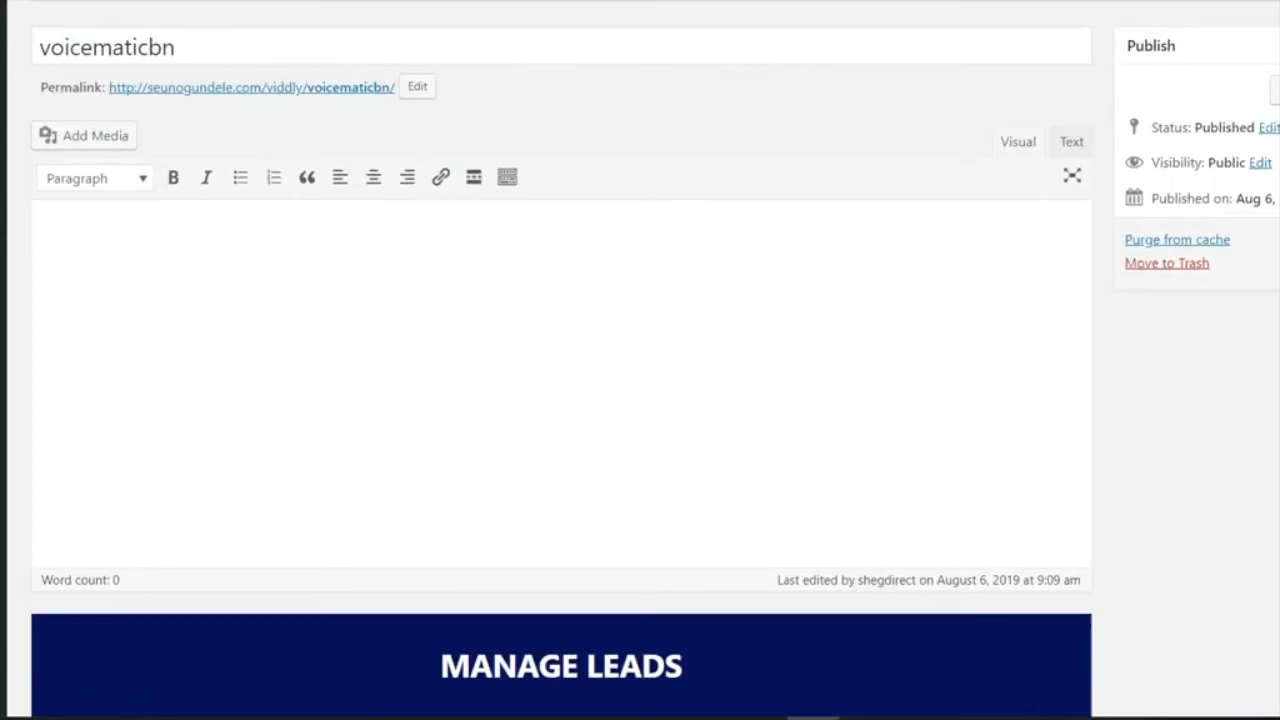 voicematicbn
Publish
Permalink: http://seunogundele.com/viddly/voicematicbn/ Edit
Add Media
Visual Text
Status: Published Edit
Visibility: Public Edit
Published on: Aug 6,
Paragraph
B I
Purge from cache
Move to Trash
Word count: 0
Last edited by shegdirect on August 6, 2019 at 9:09 am
MANAGE LEADS